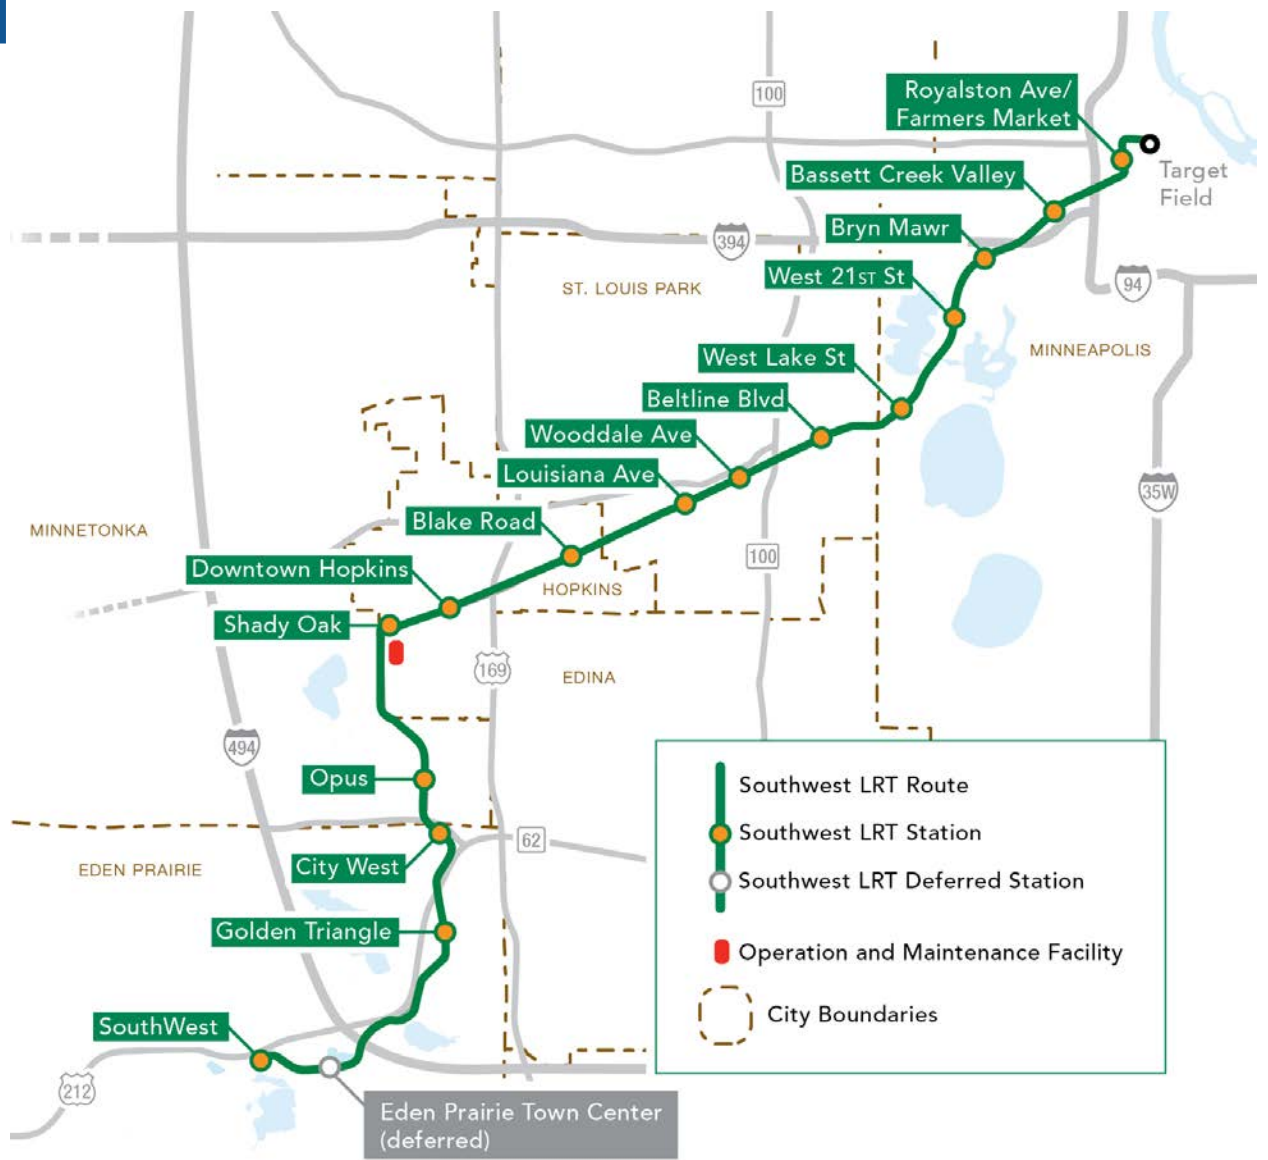 100
Royalston Ave/
Farmers Market
Target
Field
Bassett Creek Valley
Bryn Mawr
394
West 21ST St
94
ST. LOUIS PARK
MINNEAPOLIS
West Lake St
Beltline Blvd
Wooddale Ave
Louisiana Ave
35W
Blake Road
MINNETONKA
100
Downtown Hopkins
HOPKINS
Shady Oak
169
EDINA
494
Opus
62
City West
EDEN PRAIRIE
Golden Triangle
SouthWest
212
Eden Prairie Town Center
(deferred)
Southwest LRT Route
Southwest LRT Station
Southwest LRT Deferred Station
Operation and Maintenance Facility
City Boundaries